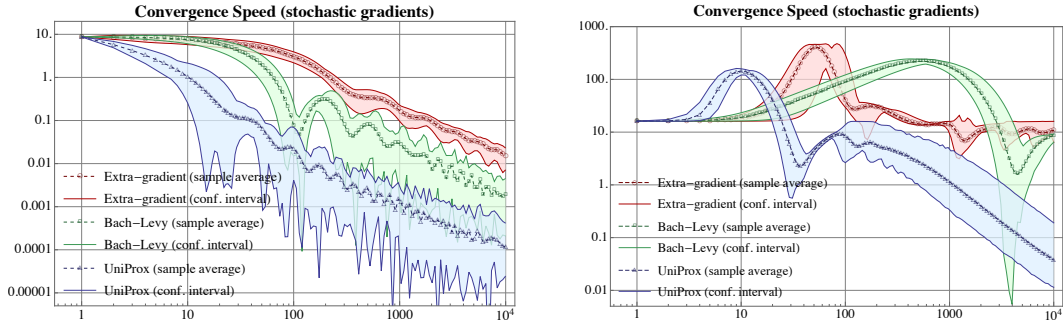 Convergence Speed (stochastic gradients)
10.
1.
0.1
0.01
0.001
0.0001
0.00001
Extra-gradient (sample average)
Extra-gradient (conf. interval)
Bach-Levy (sample average)
Bach-Levy (conf. interval)
UniProx (sample average)
UniProx (conf. interval)
1 10 100 1000 10⁴
Convergence Speed (stochastic gradients)
1000.
100.
10.
1.
0.1
0.01
Extra-gradient (sample average)
Extra-gradient (conf. interval)
Bach-Levy (sample average)
Bach-Levy (conf. interval)
UniProx (sample average)
UniProx (conf. interval)
1 10 100 1000 10⁴